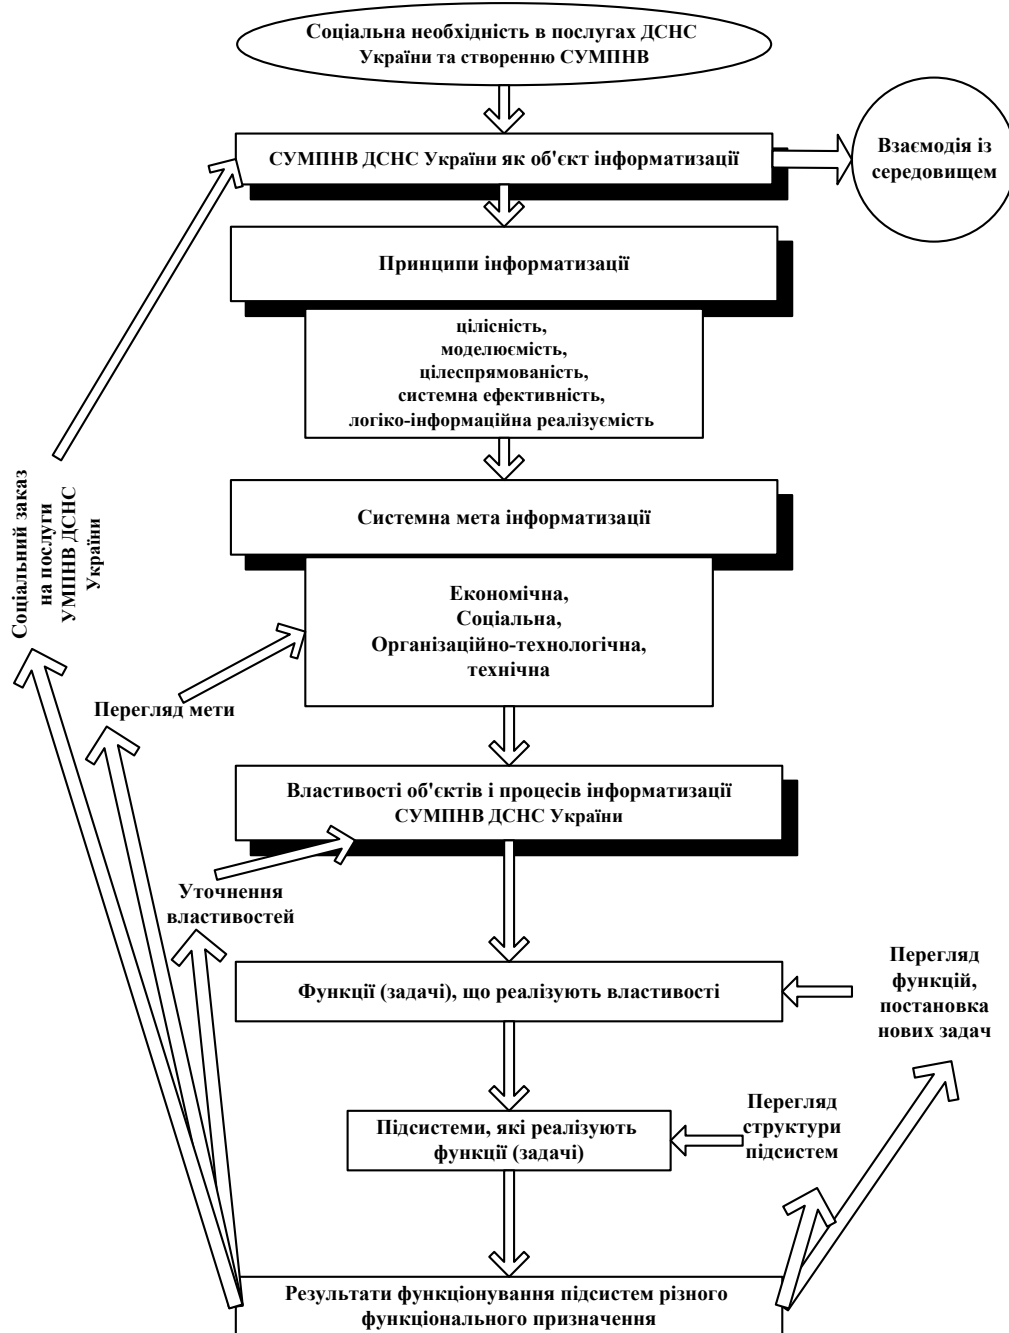 Соціальна необхідність в послугах ДСНС
України та створенню СУМПНВ
СУМПНВ ДСНС України як об'єкт інформатизації
Взаємодія із
середовищем
Принципи інформатизації
цілісність,
моделюємість,
цілеспрямованість,
системна ефективність,
логіко-інформаційна реалізуємість
Системна мета інформатизації
Соціальний заказ
на послуги
УМПНВ ДСНС
України
Економічна,
Соціальна,
Організаційно-технологічна,
технічна
Перегляд мети
Властивості об'єктів і процесів інформатизації
СУМПНВ ДСНС України
Уточнення
властивостей
Функції (задачі), що реалізують властивості
Перегляд
функцій,
постановка
нових задач
Підсистеми, які реалізують
функції (задачі)
Перегляд
структури
підсистем
Результати функціонування підсистем різного
функціонального призначення